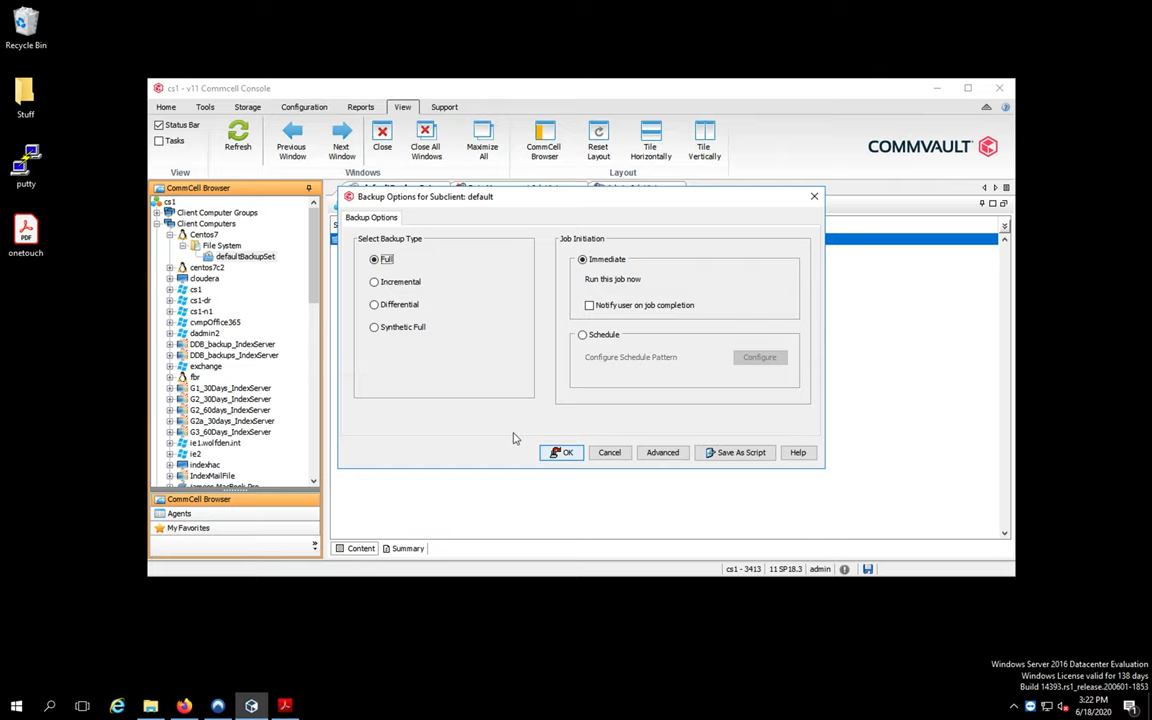 Recycle Bin
Stuff
putty
onetouch
cs1 - v11 Commcell Console
Home Tools Storage Configuration Reports View Support
Status Bar
Tasks
Refresh
Previous Window
Next Window
Close
Close All Windows
Maximize All
CommCell Browser
Reset Layout
Tile Horizontally
Tile Vertically
View Windows Layout
COMMVAULT
CommCell Browser
cs1
Client Computer Groups
Client Computers
Centos7
File System
defaultBackupSet
centos7c2
cloudera
cs1
cs1-dr
cs1-n1
cvmpOffice365
dadmin2
DDB_backup_IndexServer
DDB_backups_IndexServer
exchange
fbr
G1_30Days_IndexServer
G2_30Days_IndexServer
G2_60days_IndexServer
G2a_30days_IndexServer
G3_60Days_IndexServer
ie1.wolfden.int
ie2
indexhac
IndexMailFile
CommCell Browser
Agents
My Favorites
Backup Options for Subclient: default
Backup Options
Select Backup Type
Full
Incremental
Differential
Synthetic Full
Job Initiation
Immediate
Run this job now
Notify user on job completion
Schedule
Configure Schedule Pattern
Configure
OK Cancel Advanced Save As Script Help
Content Summary
cs1 - 3413 11 SP18.3 admin
Windows Server 2016 Datacenter Evaluation
Windows License valid for 138 days
Build 14393.rs1_release.200601-1853
3:22 PM
6/18/2020